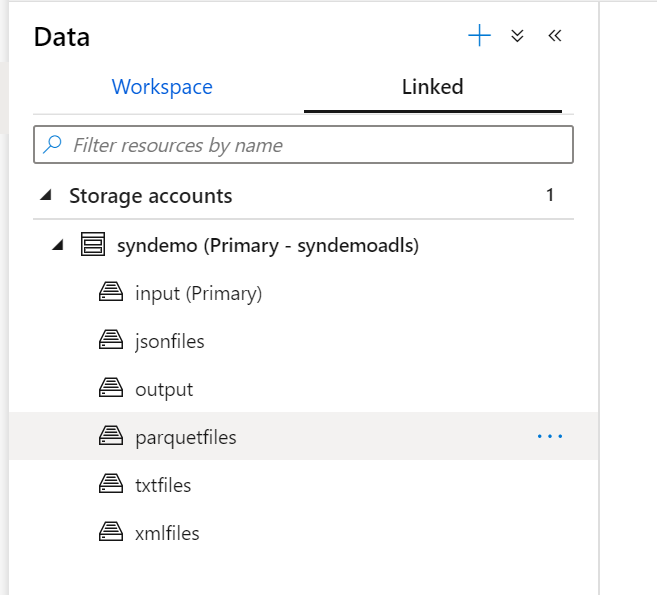 Data
Workspace Linked
Filter resources by name
Storage accounts 1
syndemo (Primary - syndemoadls)
input (Primary)
jsonfiles
output
parquetfiles
txtfiles
xmlfiles